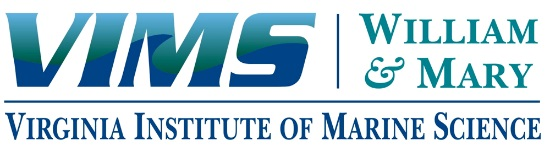 VIMS
WILLIAM
& MARY
VIRGINIA INSTITUTE OF MARINE SCIENCE